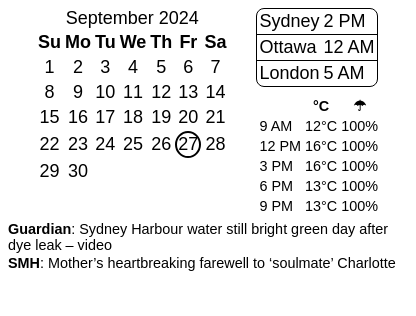 September 2024
Su Mo Tu We Th Fr Sa
1 2 3 4 5 6 7
8 9 10 11 12 13 14
15 16 17 18 19 20 21
22 23 24 25 26 27 28
29 30
Sydney 2 PM
Ottawa 12 AM
London 5 AM
°C ☂
9 AM 12°C 100%
12 PM 16°C 100%
3 PM 16°C 100%
6 PM 13°C 100%
9 PM 13°C 100%
Guardian: Sydney Harbour water still bright green day after
dye leak – video
SMH: Mother’s heartbreaking farewell to ‘soulmate’ Charlotte